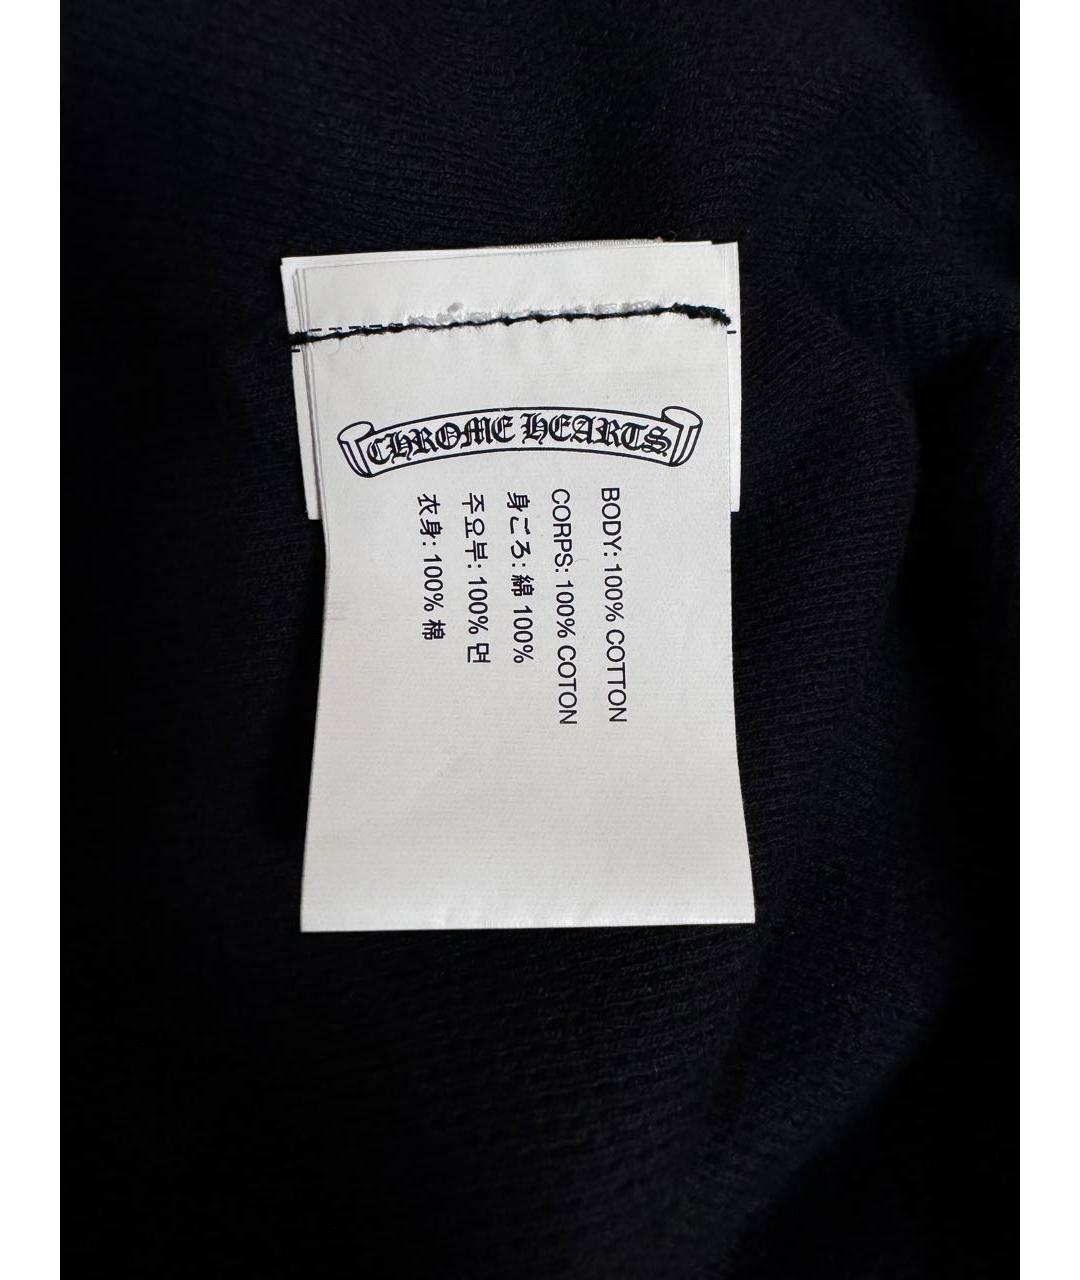 CHROME HEARTS
BODY: 100% COTTON
CORPS: 100% COTON
身ごろ: 綿 100%
주요부: 100% 면
衣身: 100% 棉